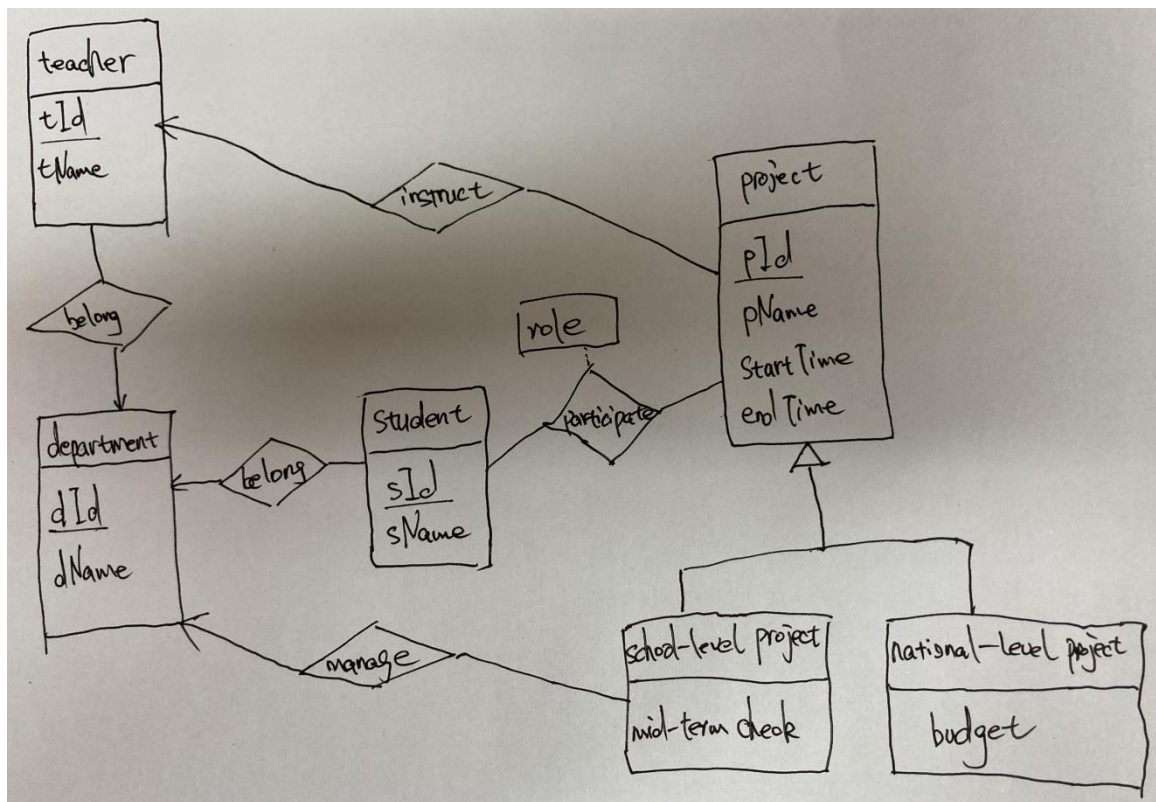 teacher
tId
tName
instruct
project
pId
pName
StartTime
endTime
belong
role
participate
department
dId
dName
belong
student
sId
sName
manage
school-level project
mid-term check
national-level project
budget